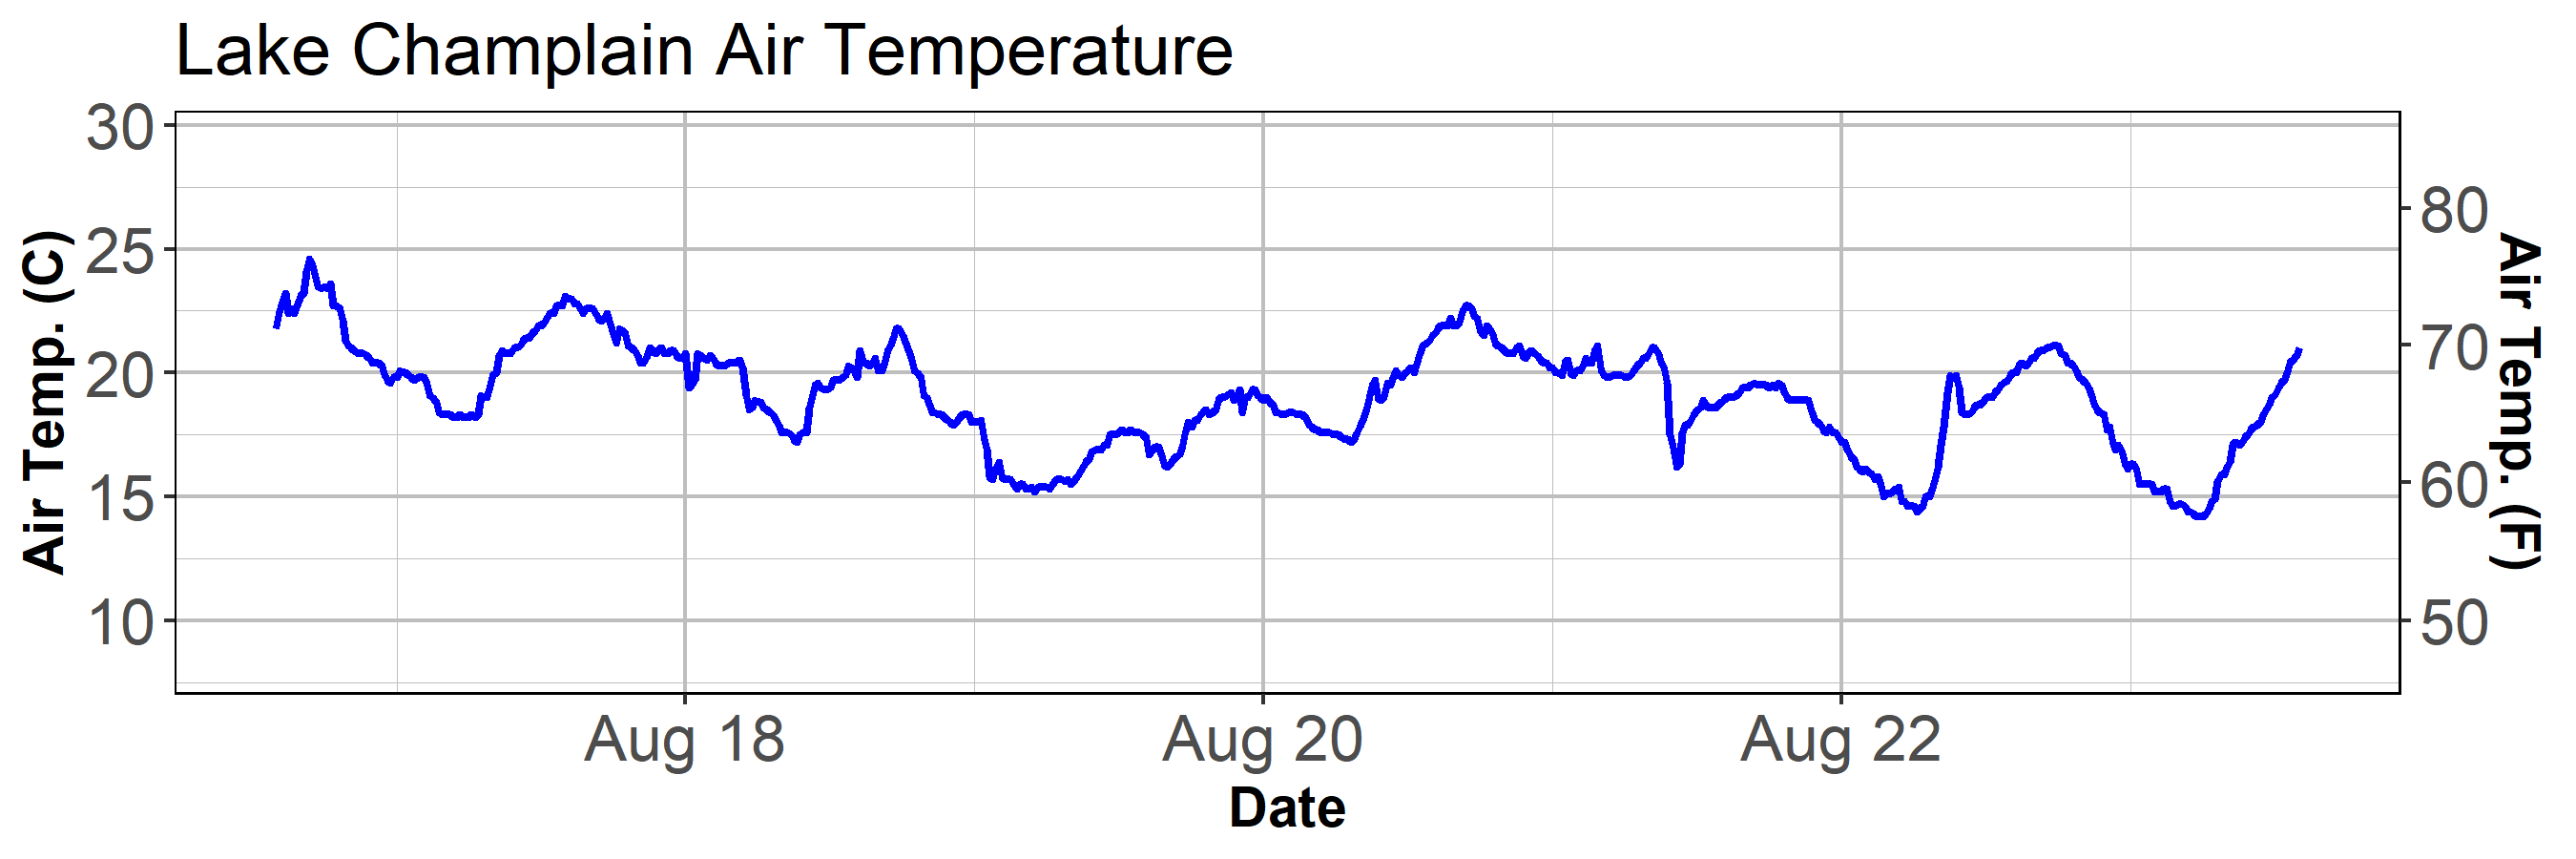 Lake Champlain Air Temperature
30
25
20
15
10
Air Temp. (C)
80
70
60
50
Air Temp. (F)
Aug 18
Aug 20
Aug 22
Date